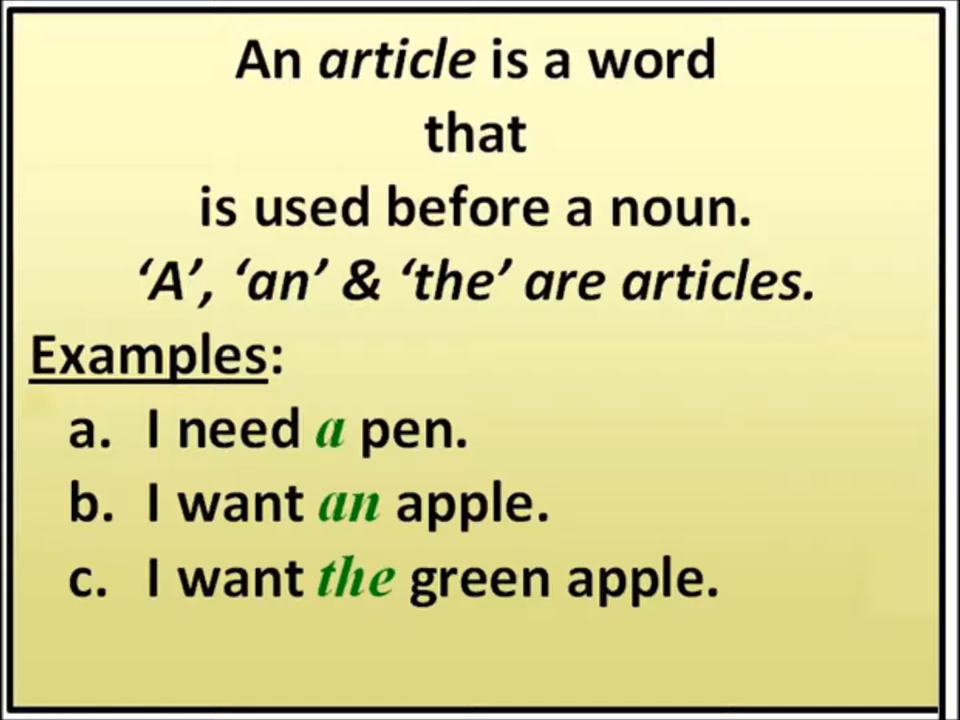 An article is a word
that
is used before a noun.
‘A’, ‘an’ & ‘the’ are articles.
Examples:
a. I need a pen.
b. I want an apple.
c. I want the green apple.